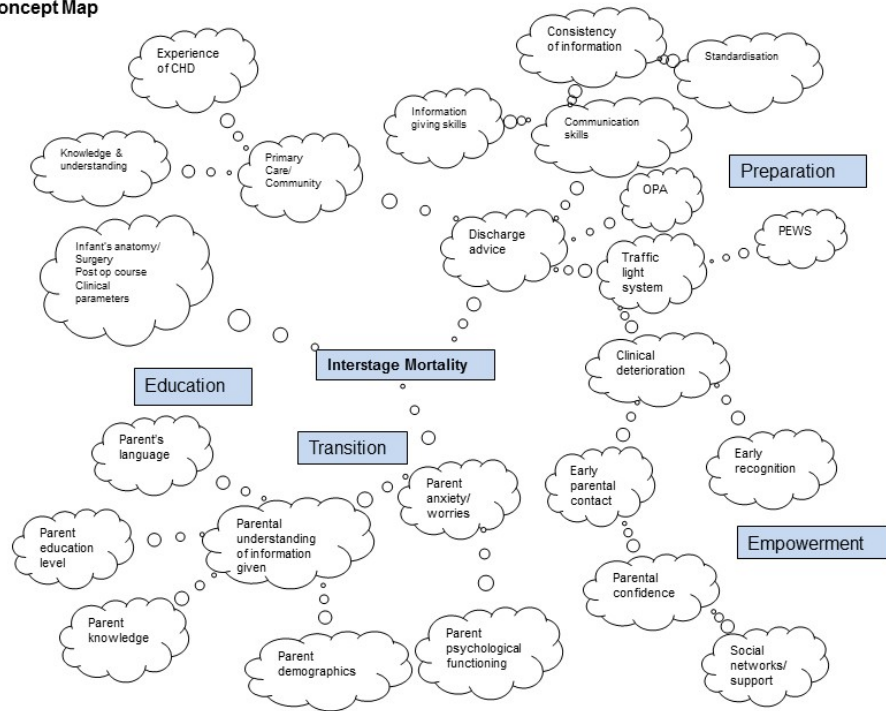 oncept Map
Experience
of CHD
Consistency
of information
Standardisation
Information
giving skills
Communication
skills
Knowledge &
understanding
Primary
Care/
Community
Preparation
OPA
Discharge
advice
PEWS
Traffic
light
system
Infant's anatomy/
Surgery
Post op course
Clinical
parameters
Interstage Mortality
Clinical
deterioration
Education
Transition
Parent's
language
Parent
anxiety/
worries
Early
parental
contact
Early
recognition
Parent
education
level
Parental
understanding
of information
given
Empowerment
Parental
confidence
Parent
knowledge
Parent
demographics
Parent
psychological
functioning
Social
networks/
support